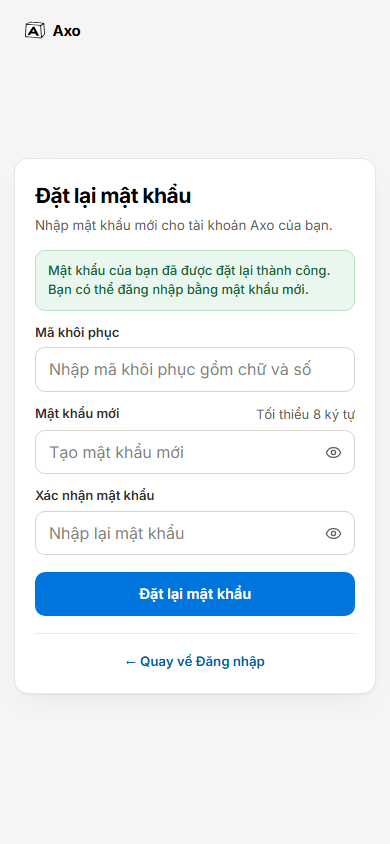 Axo
Đặt lại mật khẩu
Nhập mật khẩu mới cho tài khoản Axo của bạn.
Mật khẩu của bạn đã được đặt lại thành công.
Bạn có thể đăng nhập bằng mật khẩu mới.
Mã khôi phục
Nhập mã khôi phục gồm chữ và số
Mật khẩu mới
Tối thiểu 8 ký tự
Tạo mật khẩu mới
Xác nhận mật khẩu
Nhập lại mật khẩu
Đặt lại mật khẩu
← Quay về Đăng nhập